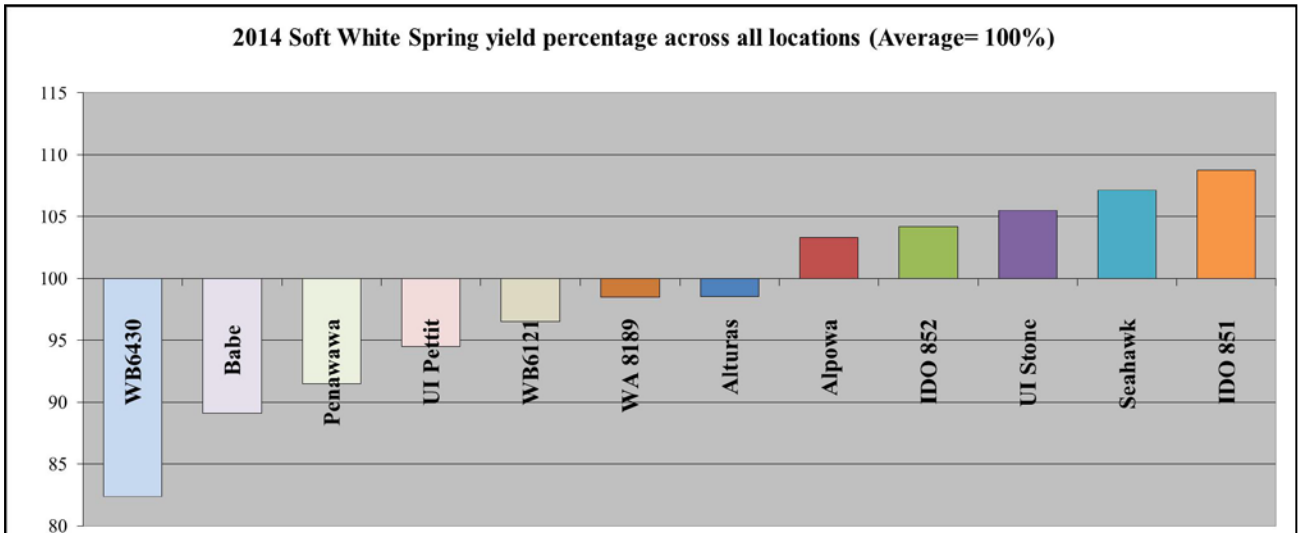 2014 Soft White Spring yield percentage across all locations (Average= 100%)
115
110
105
100
95
90
85
80
WB6430
Babe
Penawawa
UI Pettit
WB6121
WA 8189
Alturas
Alpowa
IDO 852
UI Stone
Seahawk
IDO 851